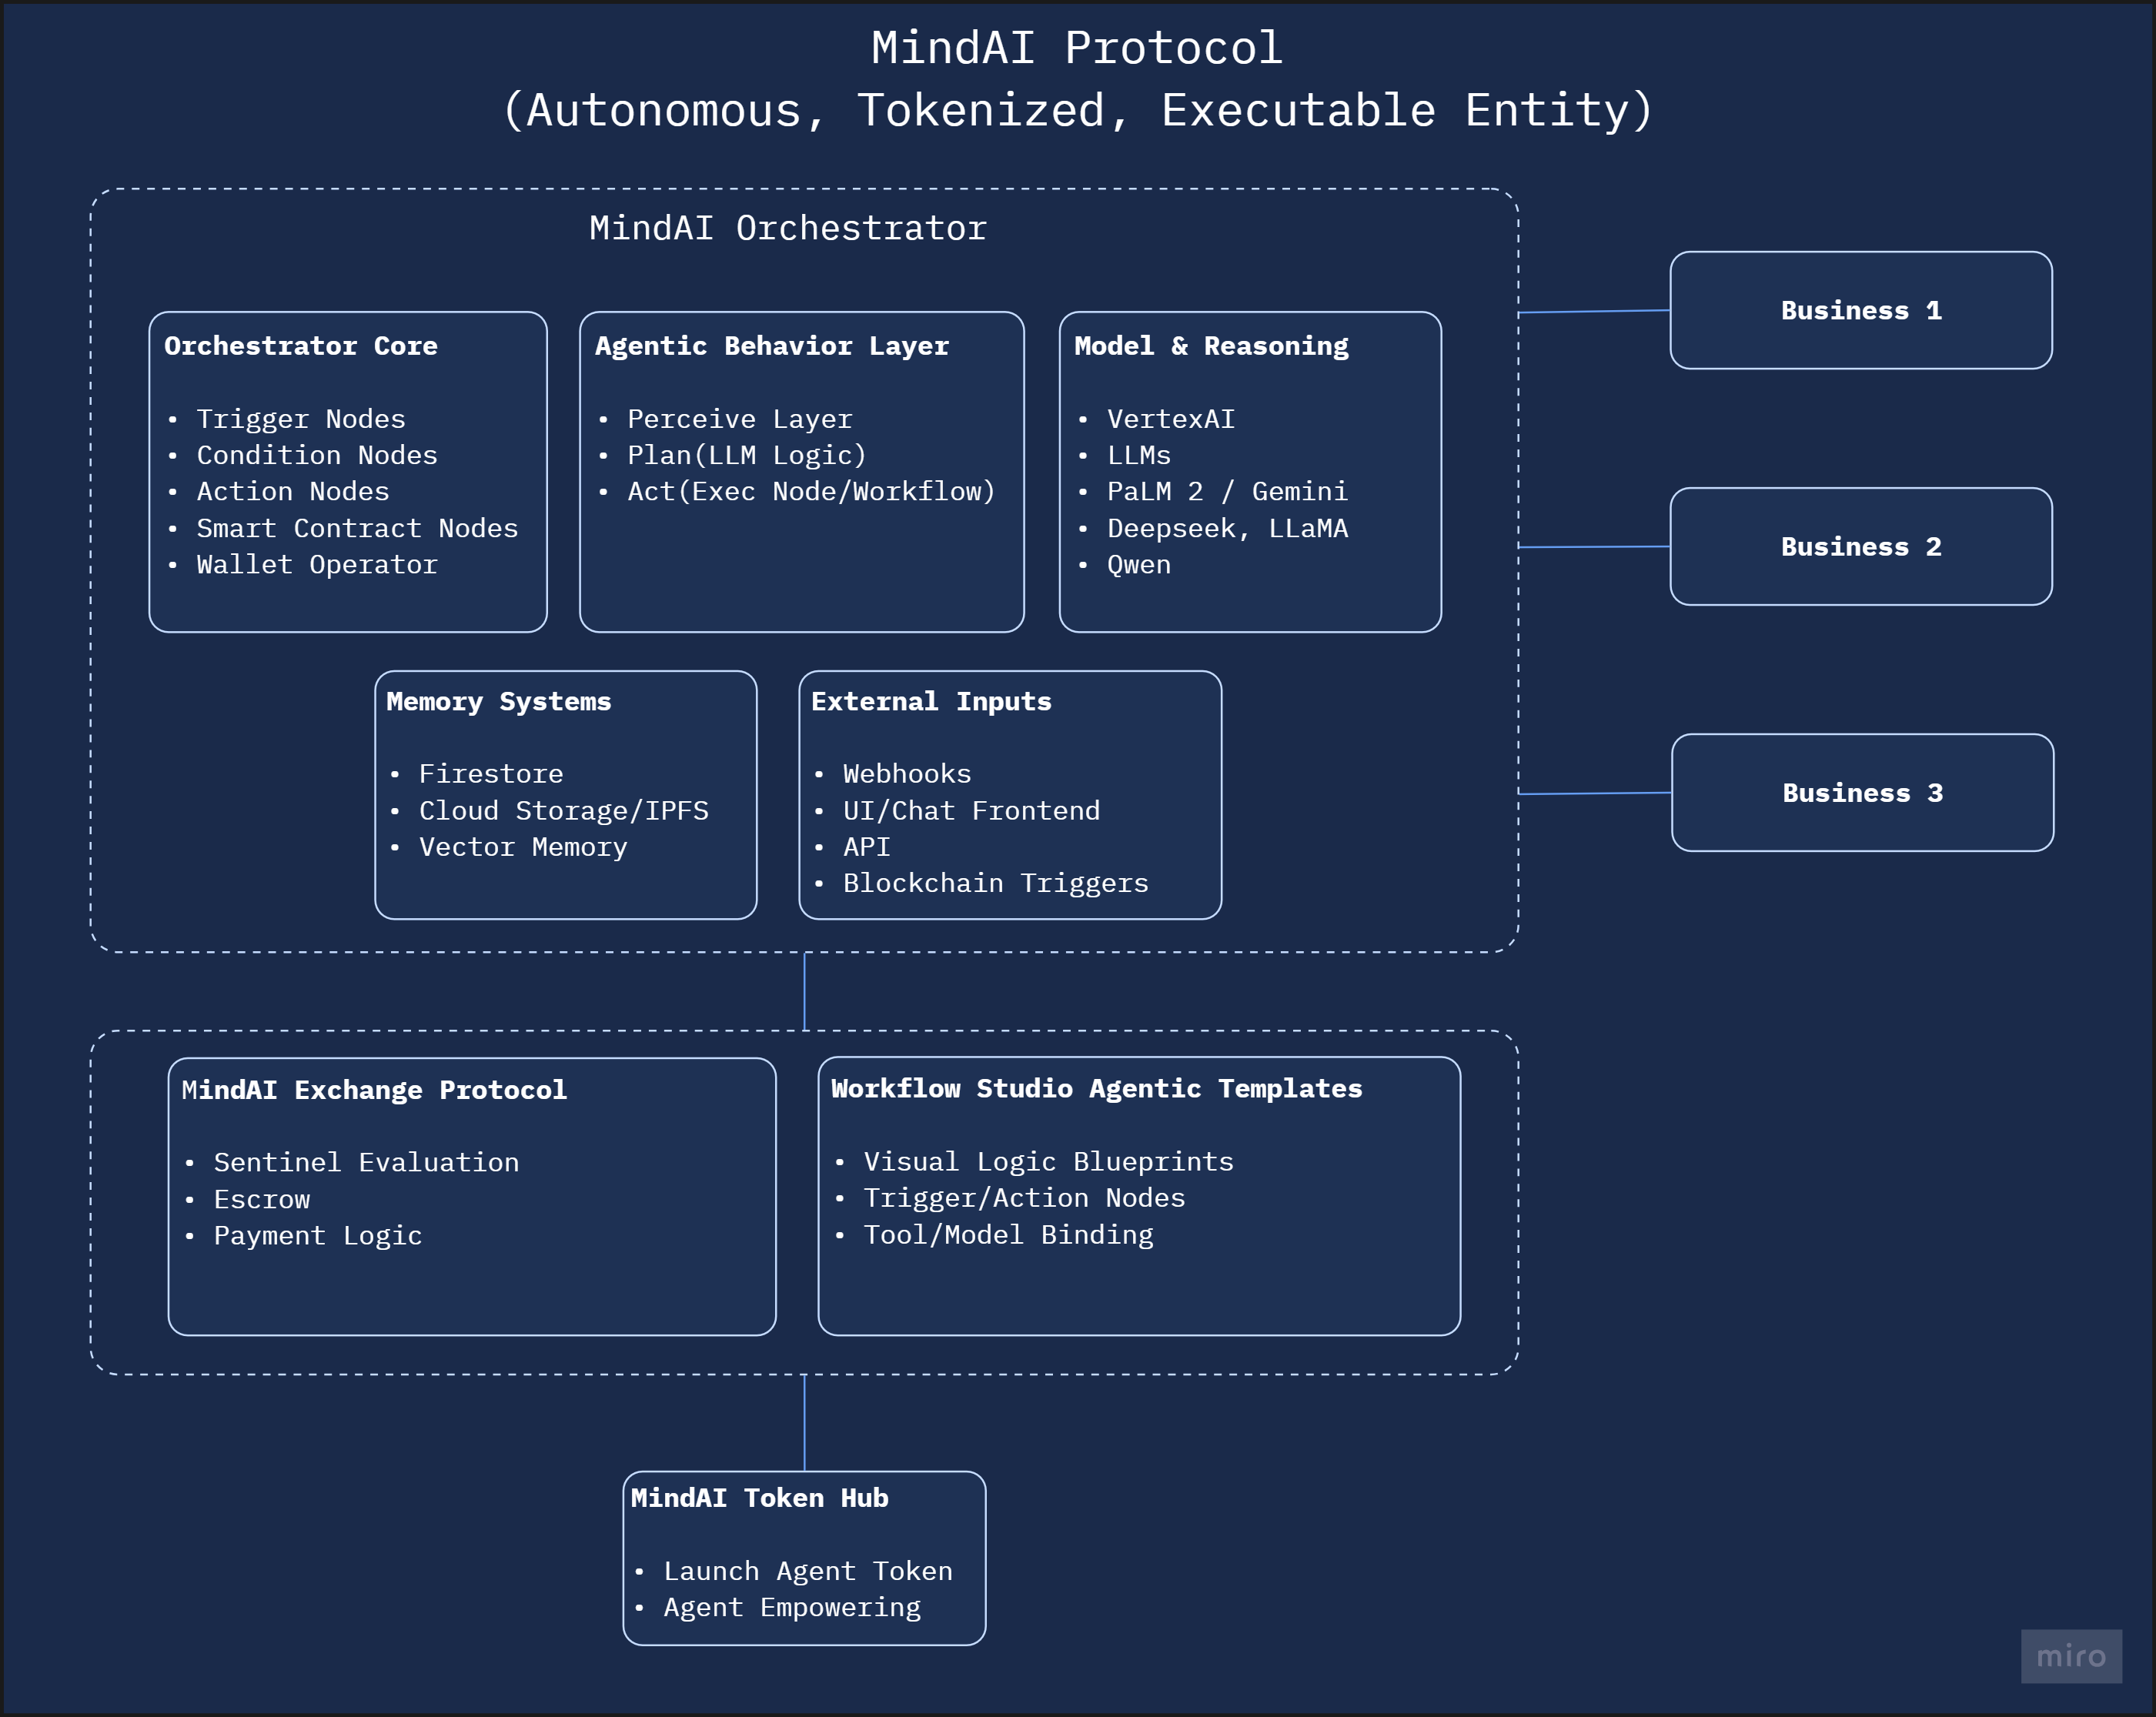 MindAI Protocol
(Autonomous, Tokenized, Executable Entity)
MindAI Orchestrator
Orchestrator Core
• Trigger Nodes
• Condition Nodes
• Action Nodes
• Smart Contract Nodes
• Wallet Operator
Agentic Behavior Layer
• Perceive Layer
• Plan(LLM Logic)
• Act(Exec Node/Workflow)
Model & Reasoning
• VertexAI
• LLMs
• PaLM 2 / Gemini
• Deepseek, LLaMA
• Qwen
Memory Systems
• Firestore
• Cloud Storage/IPFS
• Vector Memory
External Inputs
• Webhooks
• UI/Chat Frontend
• API
• Blockchain Triggers
Business 1
Business 2
Business 3
MindAI Exchange Protocol
• Sentinel Evaluation
• Escrow
• Payment Logic
Workflow Studio Agentic Templates
• Visual Logic Blueprints
• Trigger/Action Nodes
• Tool/Model Binding
MindAI Token Hub
• Launch Agent Token
• Agent Empowering
miro